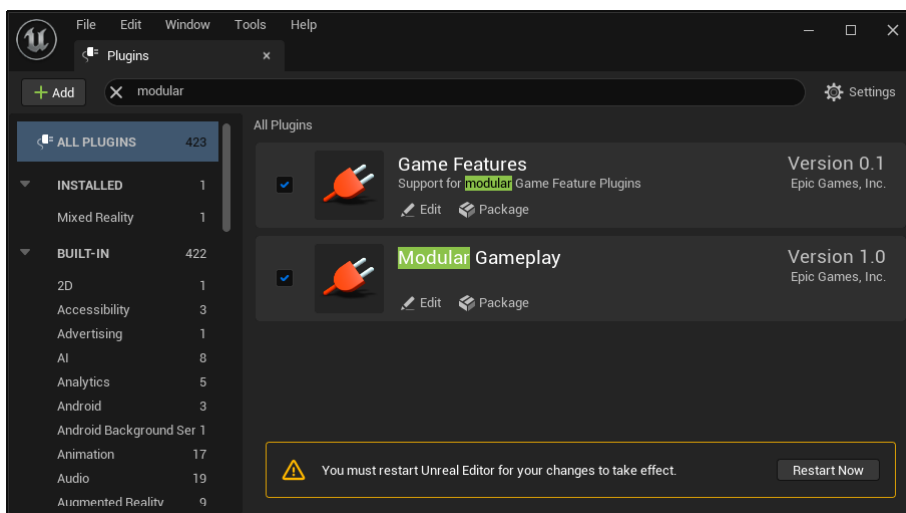 File Edit Window Tools Help
Plugins
Add modular Settings
ALL PLUGINS 423
INSTALLED 1
Mixed Reality 1
BUILT-IN 422
2D 1
Accessibility 3
Advertising 1
AI 8
Analytics 5
Android 3
Android Background Ser 1
Animation 17
Audio 19
Augmented Reality 9
All Plugins
Game Features Version 0.1
Support for modular Game Feature Plugins Epic Games, Inc.
Edit Package
Modular Gameplay Version 1.0
Epic Games, Inc.
Edit Package
You must restart Unreal Editor for your changes to take effect. Restart Now